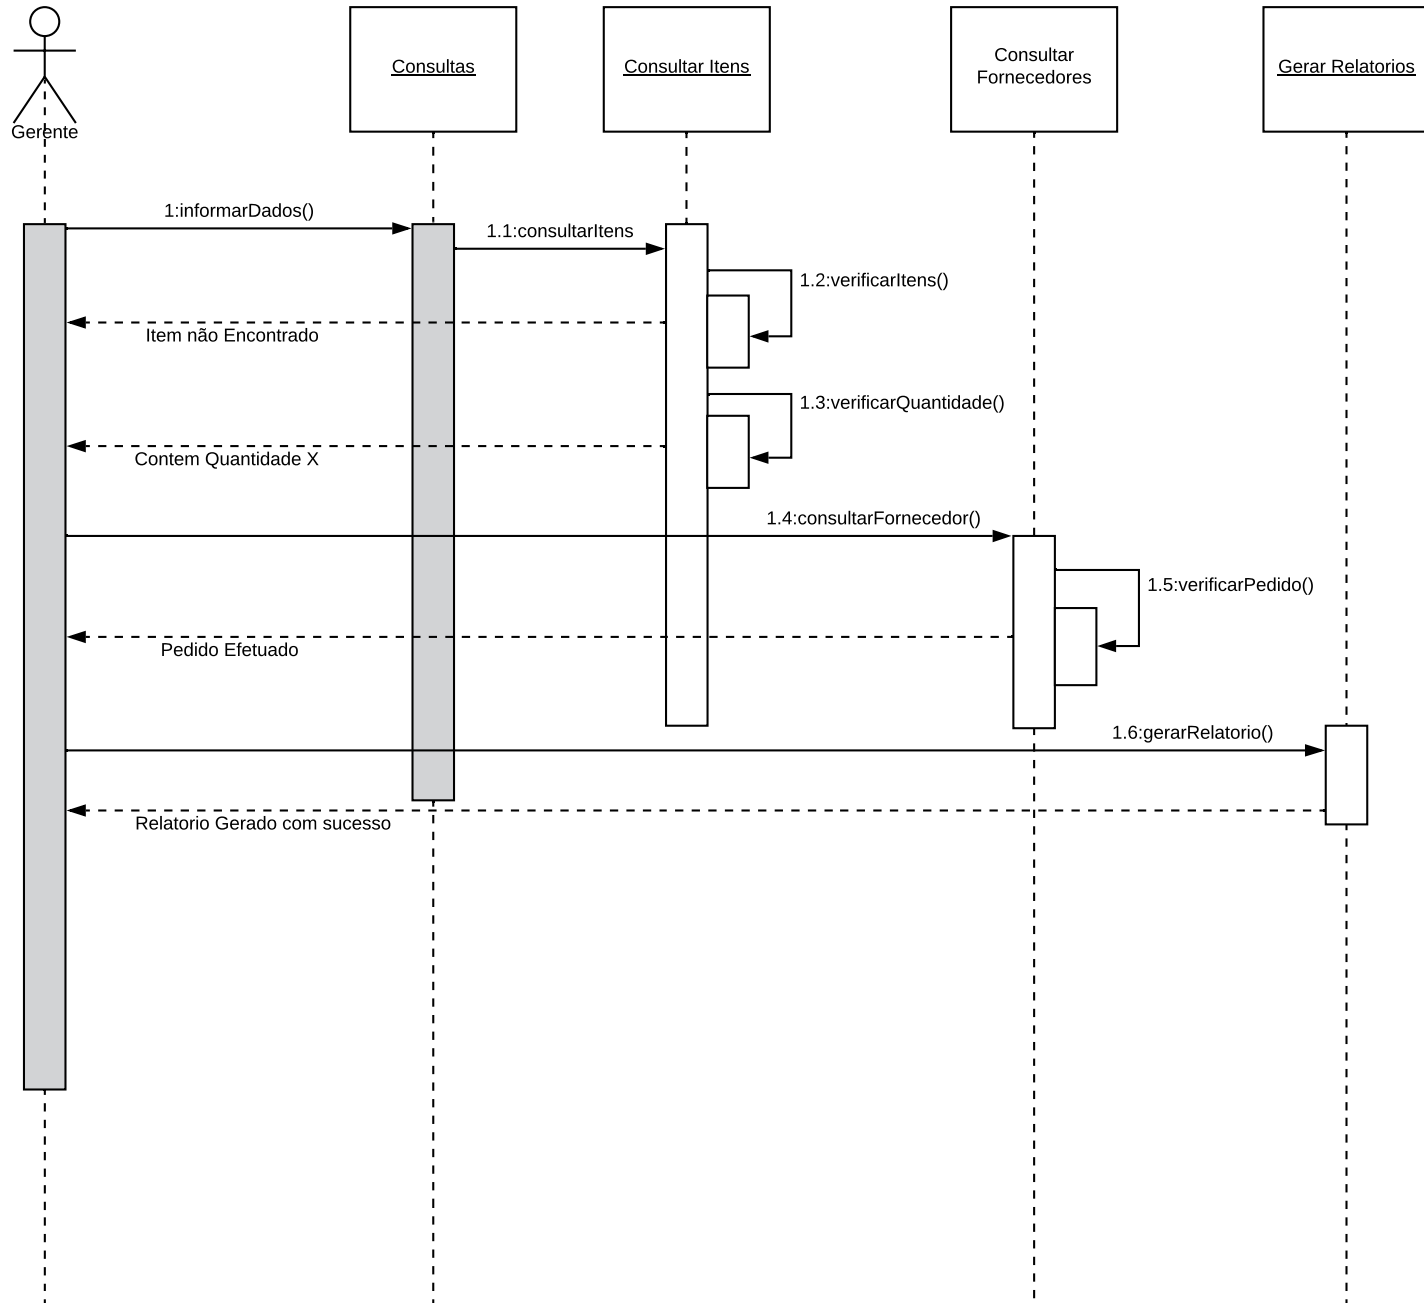 Gerente
Consultas
Consultar Itens
Consultar
Fornecedores
Gerar Relatorios
1:informarDados()
1.1:consultarItens
1.2:verificarItens()
Item não Encontrado
1.3:verificarQuantidade()
Contem Quantidade X
1.4:consultarFornecedor()
1.5:verificarPedido()
Pedido Efetuado
1.6:gerarRelatorio()
Relatorio Gerado com sucesso